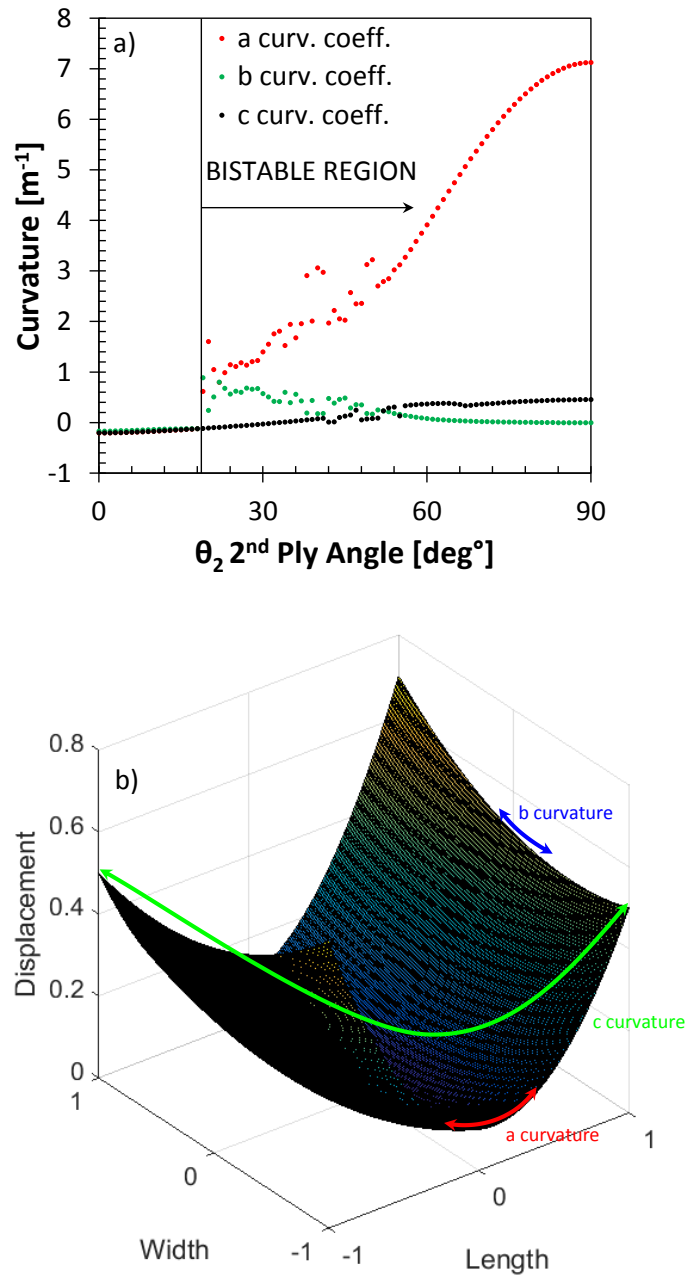 8
a)
a curv. coeff.
7
b curv. coeff.
6
c curv. coeff.
5
BISTABLE REGION
4
3
2
1
0
-1
Curvature [m⁻¹]
0 30 60 90
θ₂ 2ⁿᵈ Ply Angle [deg°]
0.8
b)
0.6
b curvature
0.4
Displacement
0.2
c curvature
0
1
a curvature
1
0
0
-1 -1
Width
Length